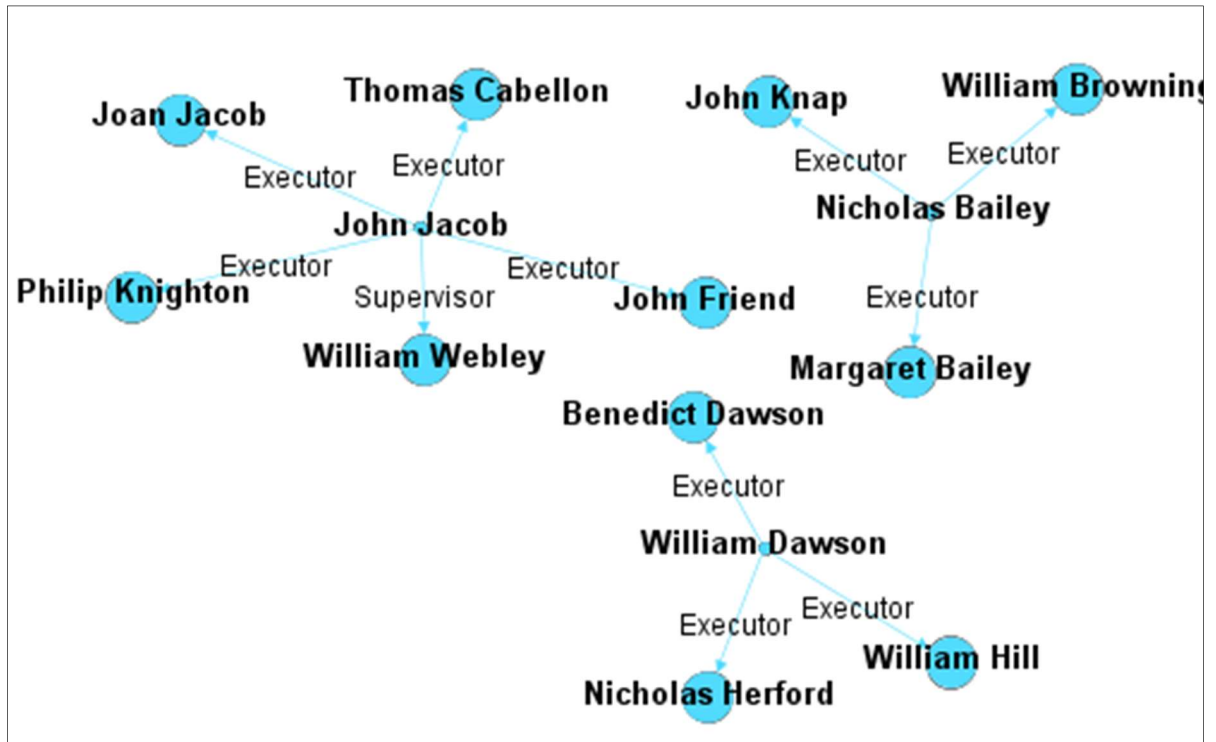 Joan Jacob
Thomas Cabellon
Executor
Executor
John Jacob
Executor
Executor
Philip Knighton
Supervisor
John Friend
William Webley
John Knap
William Browning
Executor
Executor
Nicholas Bailey
Executor
Margaret Bailey
Benedict Dawson
Executor
William Dawson
Executor
Executor
William Hill
Nicholas Herford